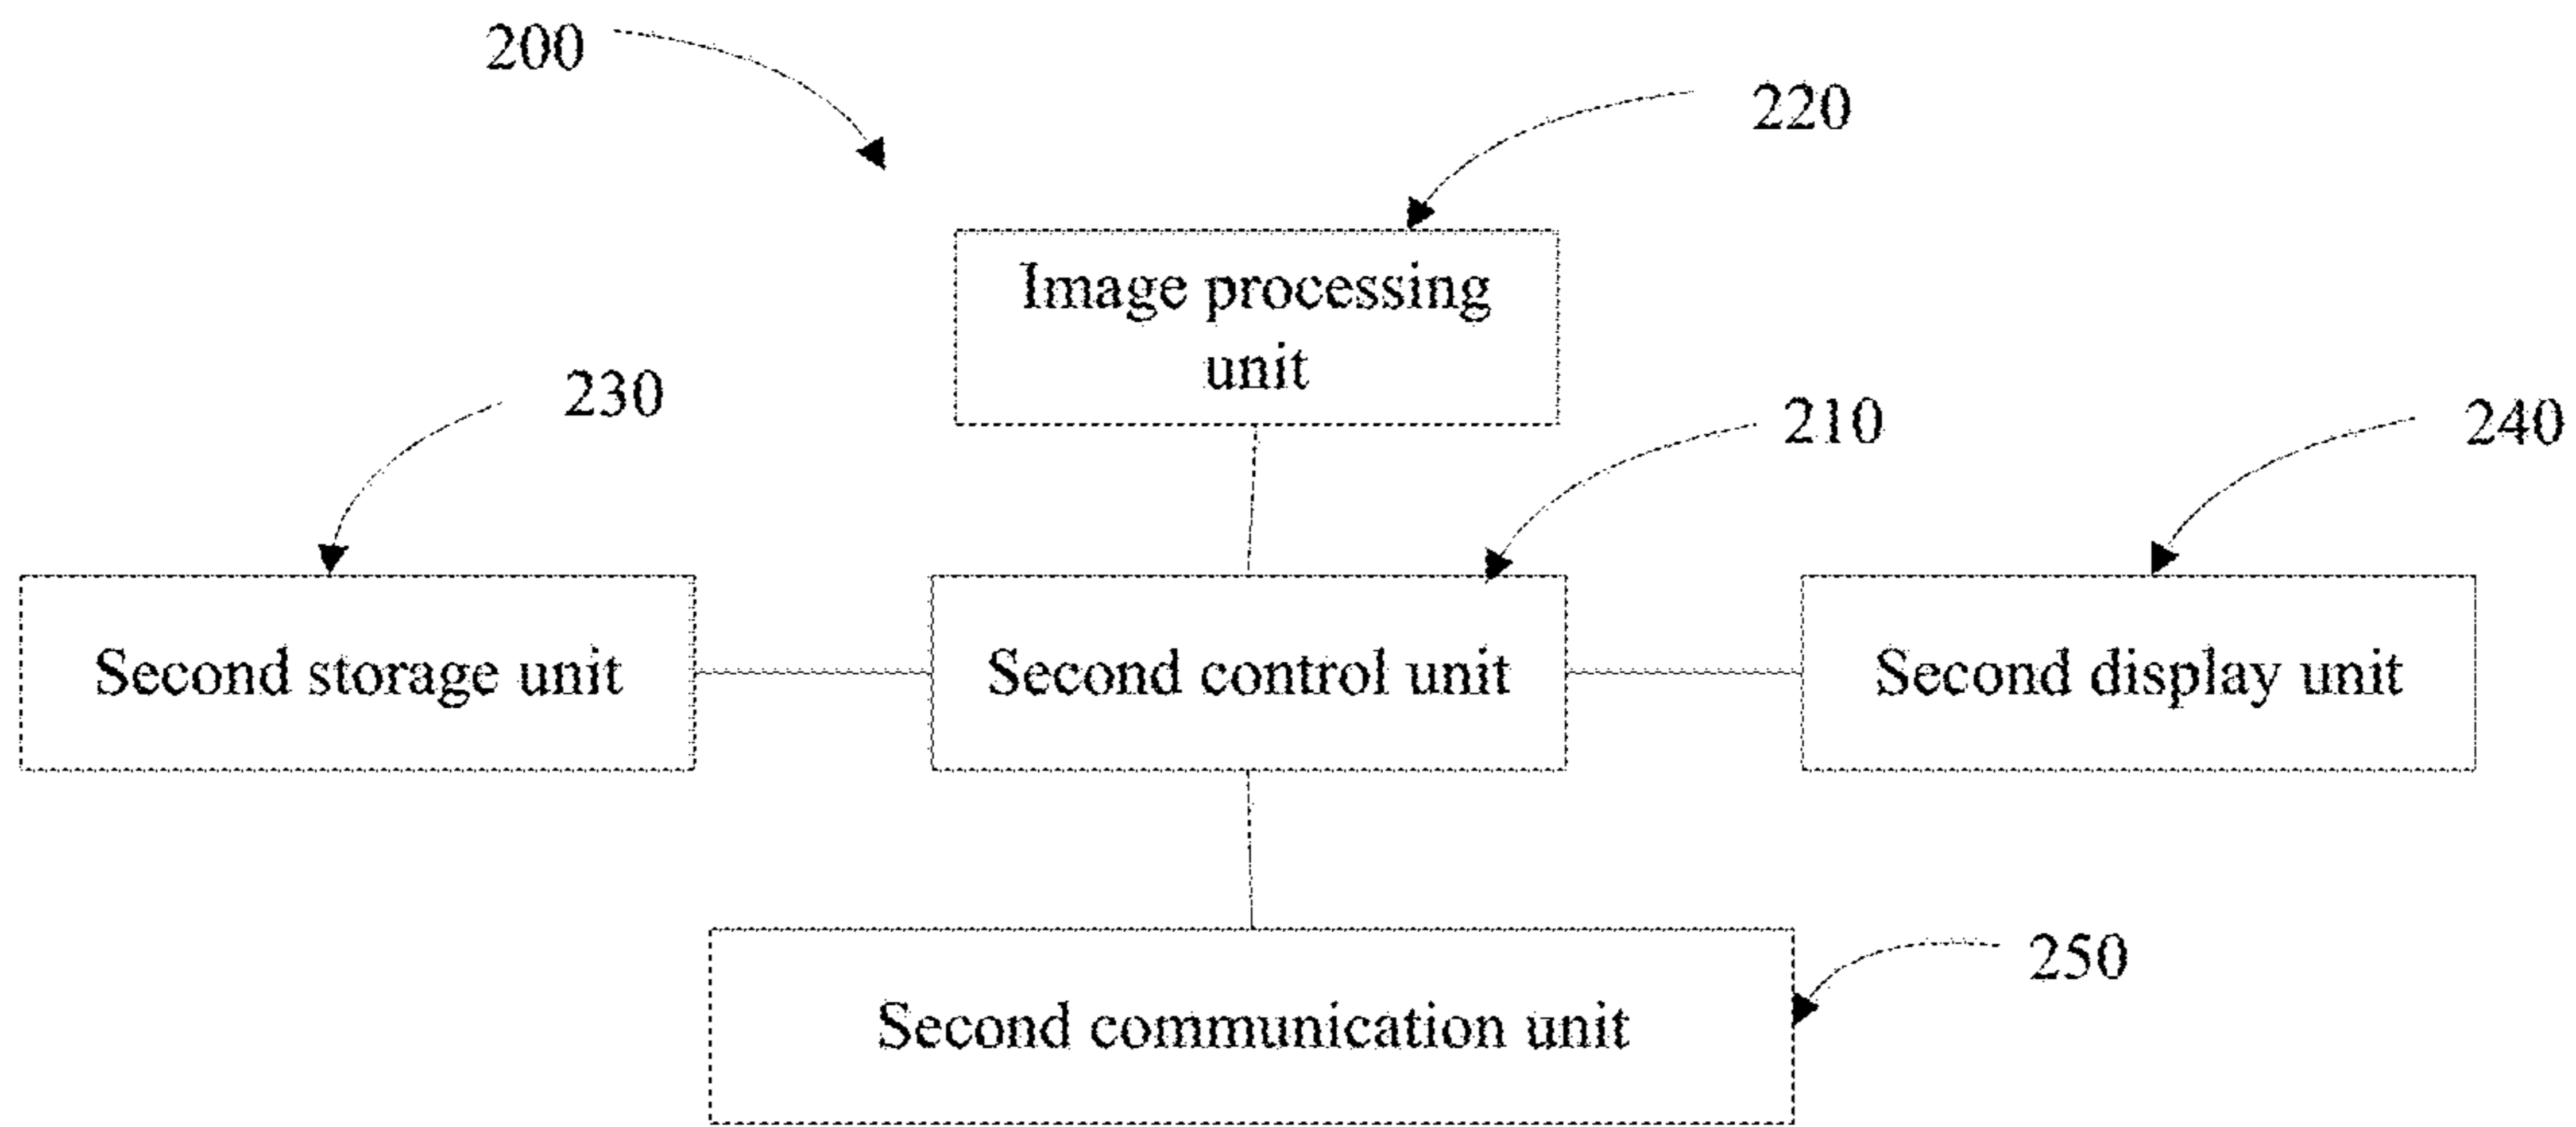 200
220
Image processing
unit
230
210
240
Second storage unit
Second control unit
Second display unit
250
Second communication unit